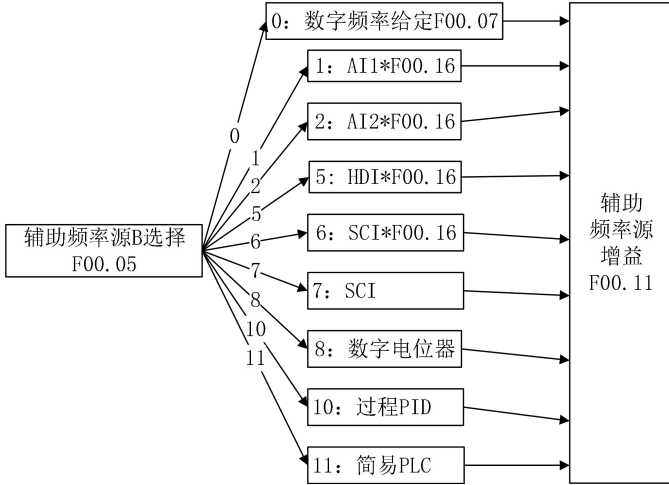 0: 数字频率给定F00.07
1: AI1*F00.16
2: AI2*F00.16
5: HDI*F00.16
6: SCI*F00.16
7: SCI
8: 数字电位器
10: 过程PID
11: 简易PLC
0
1
2
5
6
7
8
10
11
辅助频率源B选择
F00.05
辅助
频率源
增益
F00.11